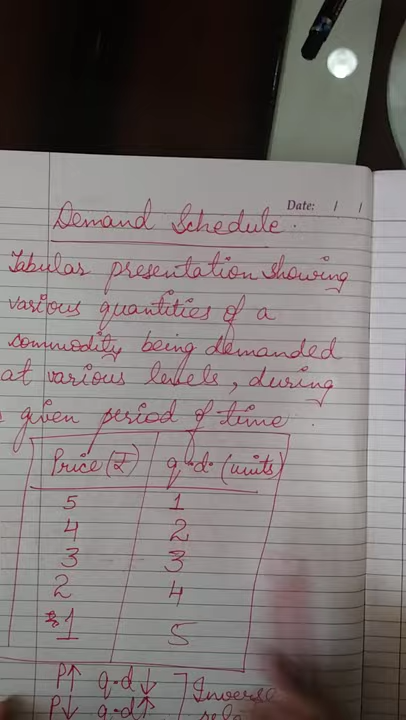 Date: / /
Demand Schedule.
Tabular presentation showing
various quantities of a
commodity being demanded
at various levels, during
given period of time.
Price (₹) q.d. (units)
5 1
4 2
3 3
2 4
1 5
P↑ q.d ↓ Inverse
P↓ q.d↑